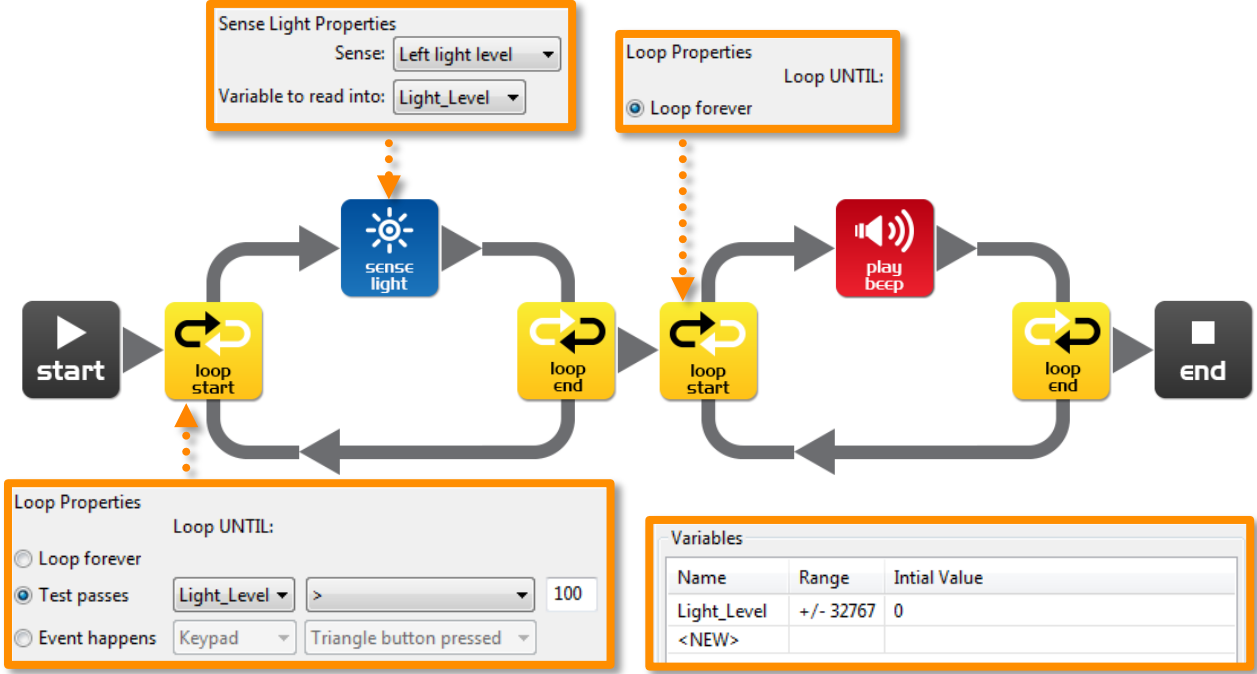 Sense Light Properties
Sense: Left light level
Variable to read into: Light_Level
Loop Properties
Loop UNTIL:
Loop forever
sense
light
play
beep
start
loop
start
loop
end
loop
start
loop
end
end
Loop Properties
Loop UNTIL:
Loop forever
Test passes Light_Level > 100
Event happens Keypad Triangle button pressed
Variables
Name Range Intial Value
Light_Level +/- 32767 0
<NEW>